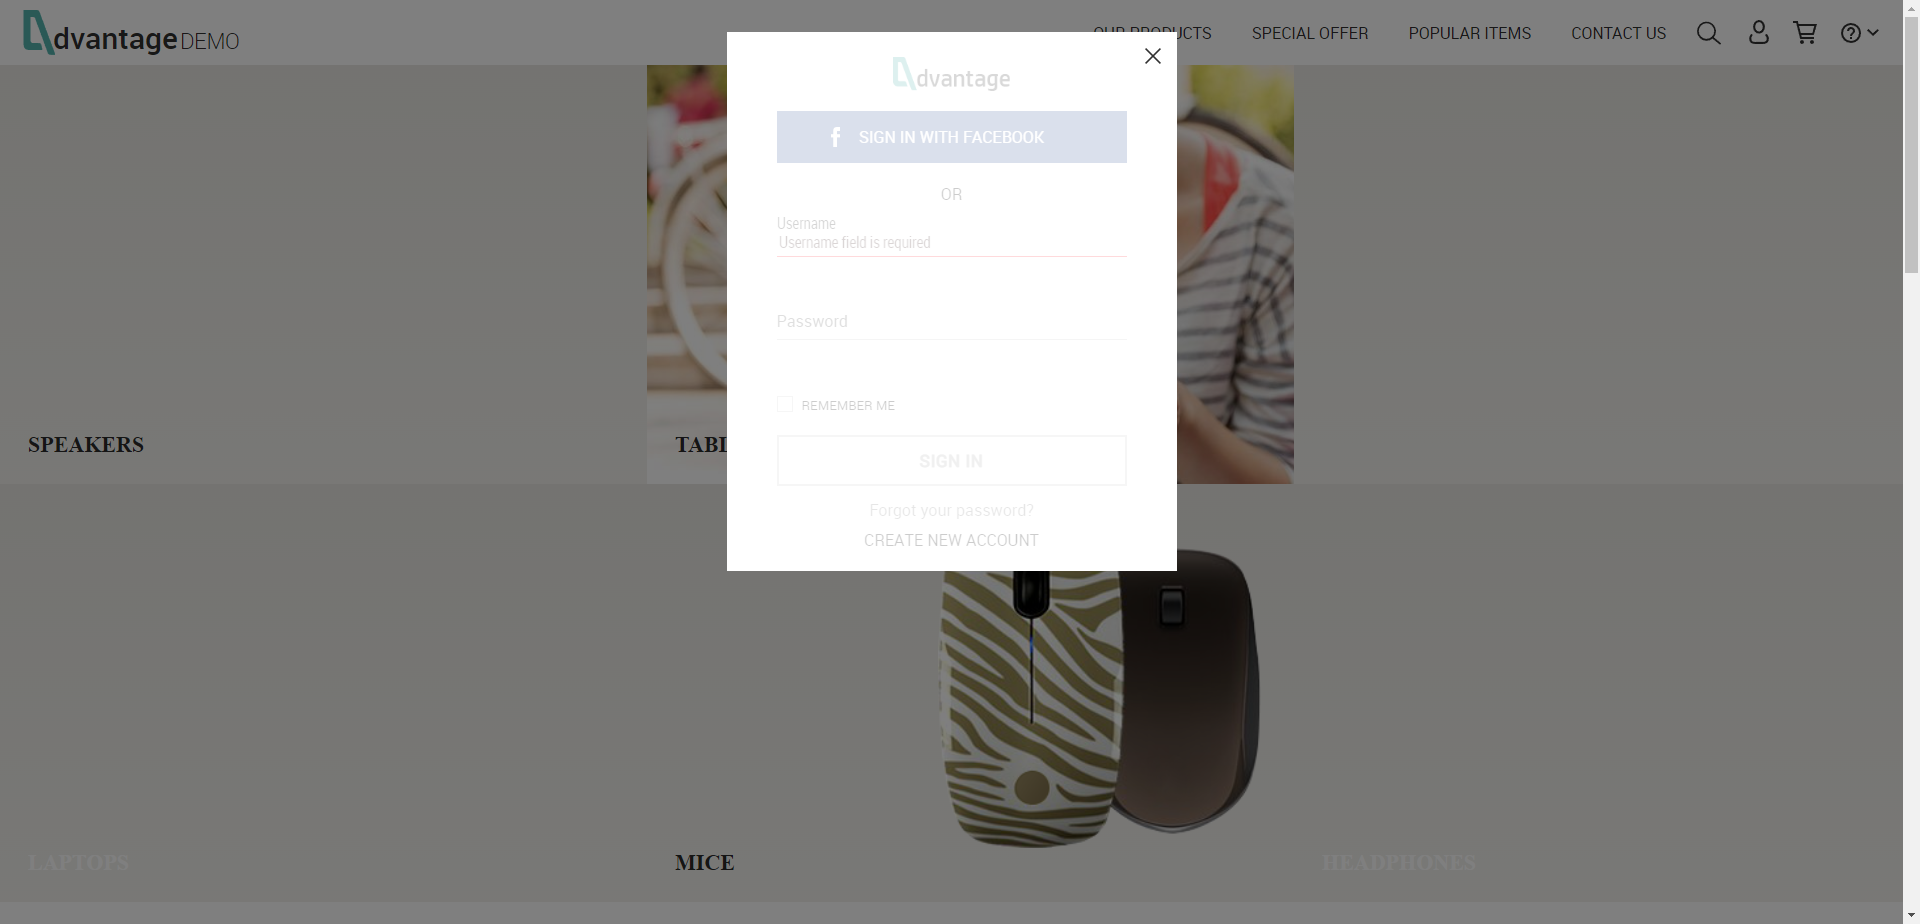 dvantage DEMO
OUR PRODUCTS
SPECIAL OFFER
POPULAR ITEMS
CONTACT US
dvantage
f SIGN IN WITH FACEBOOK
OR
Username
Username field is required
Password
REMEMBER ME
SIGN IN
Forgot your password?
CREATE NEW ACCOUNT
SPEAKERS
TABL
LAPTOPS
MICE
HEADPHONES